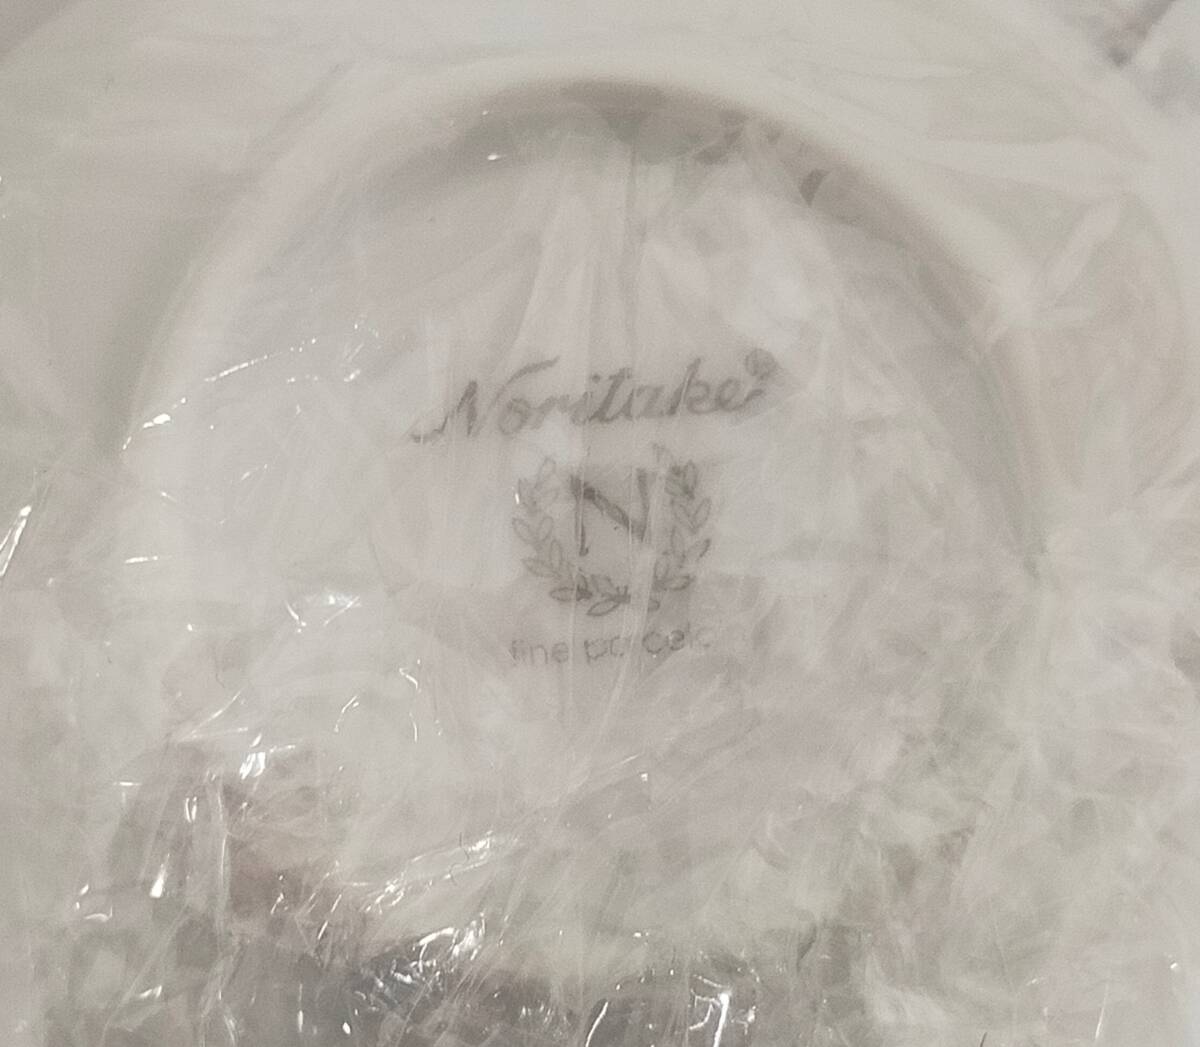 Noritake®
N
fine porcela